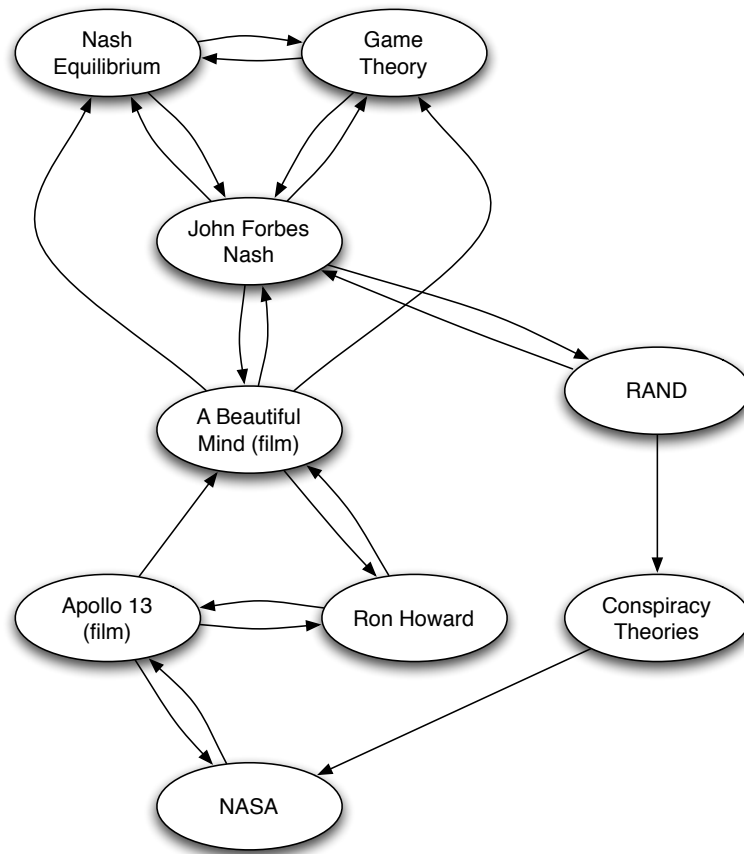 Nash
Equilibrium
Game
Theory
John Forbes
Nash
RAND
A Beautiful
Mind (film)
Apollo 13
(film)
Ron Howard
Conspiracy
Theories
NASA